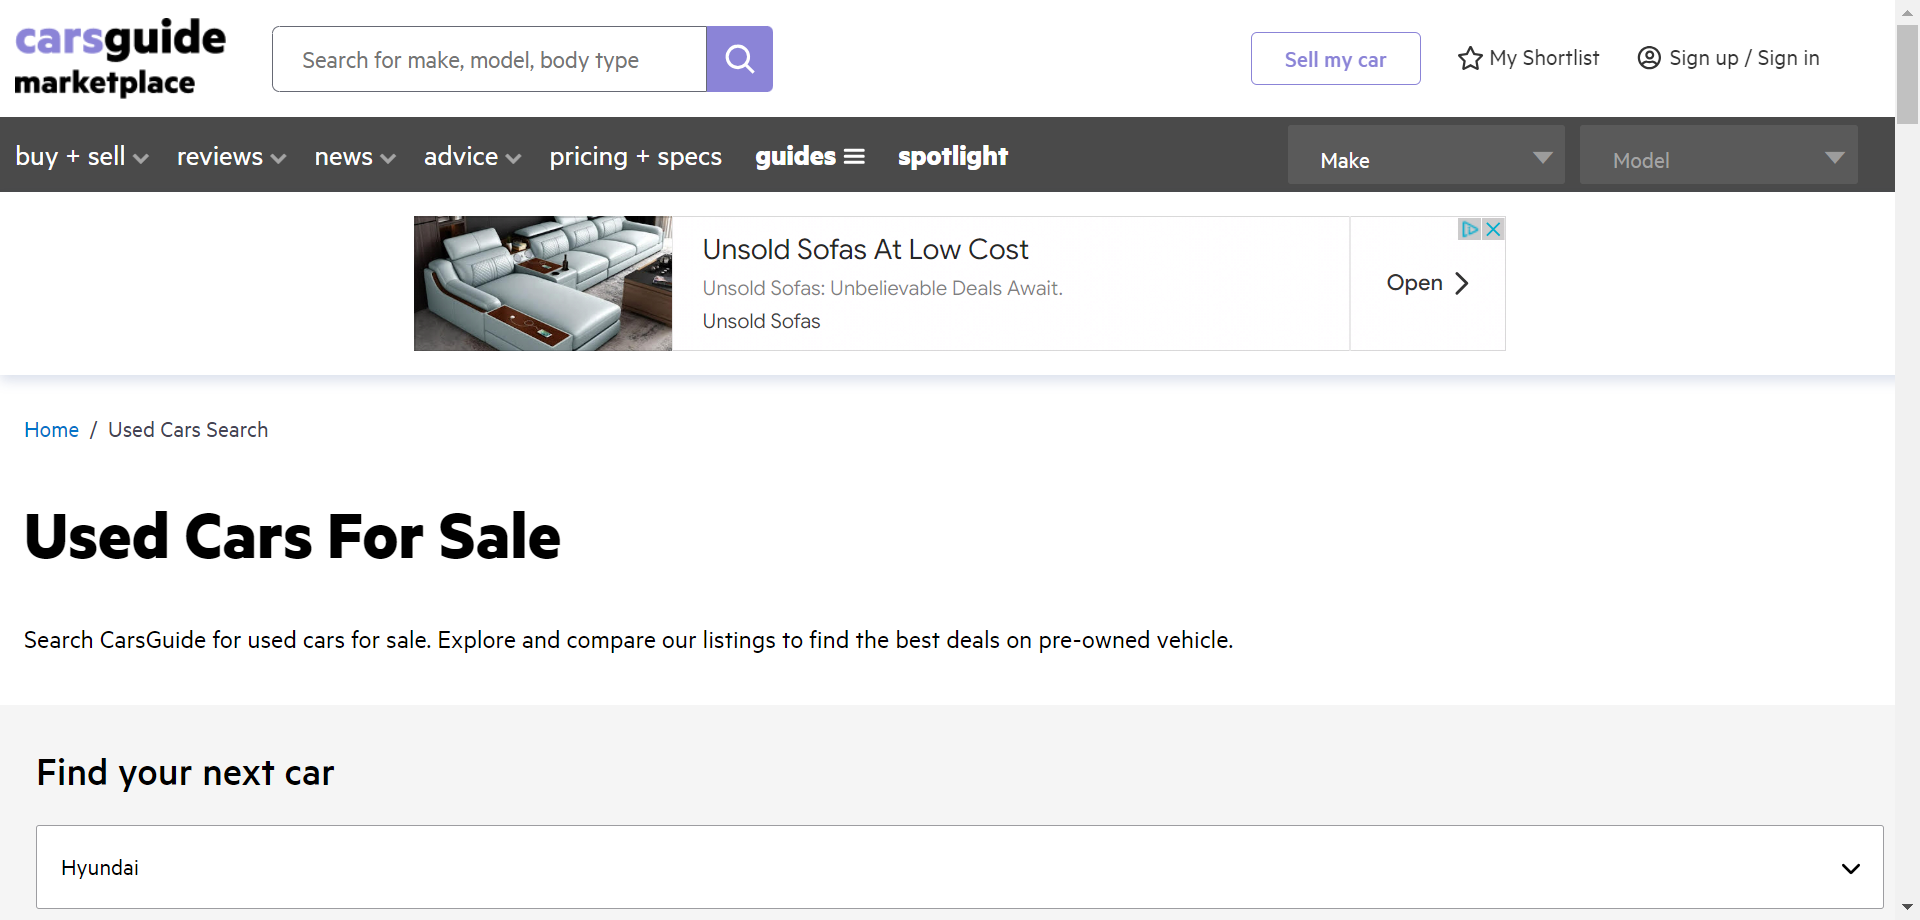 carsguide
marketplace
Search for make, model, body type
Sell my car
My Shortlist
Sign up / Sign in
buy + sell
reviews
news
advice
pricing + specs
guides
spotlight
Make
Model
Unsold Sofas At Low Cost
Unsold Sofas: Unbelievable Deals Await.
Unsold Sofas
Open
Home / Used Cars Search
Used Cars For Sale
Search CarsGuide for used cars for sale. Explore and compare our listings to find the best deals on pre-owned vehicle.
Find your next car
Hyundai